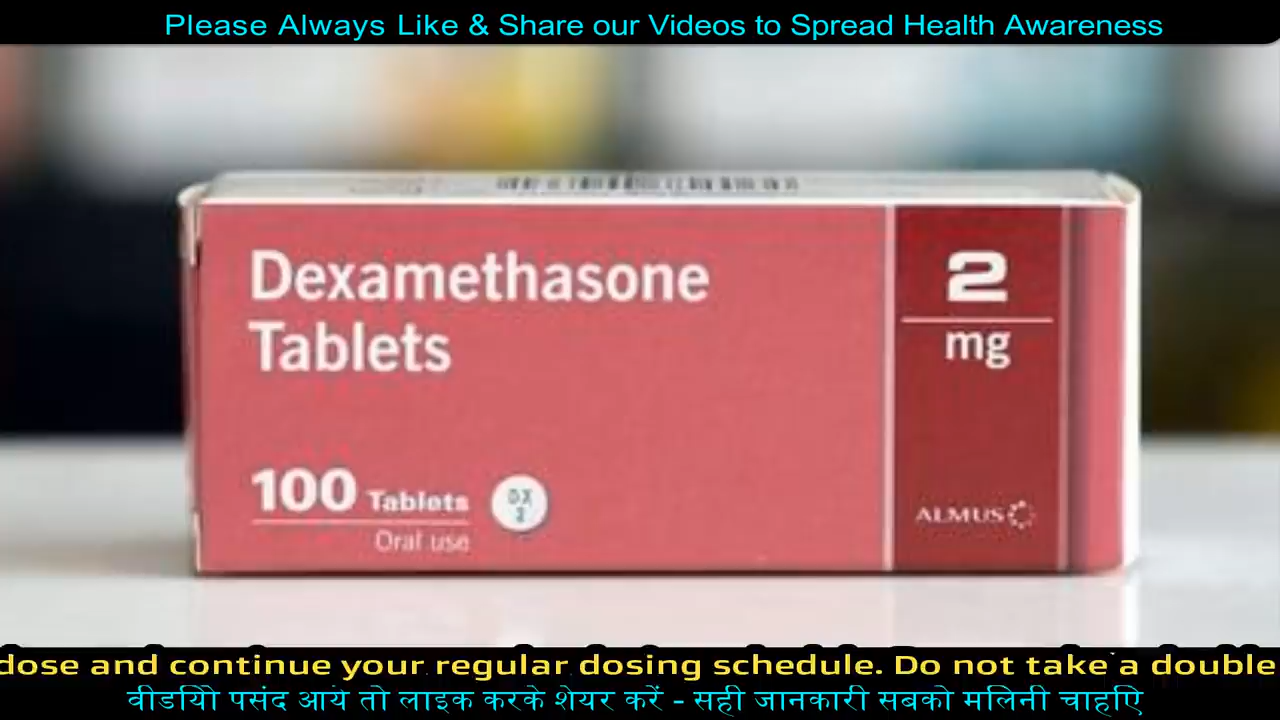 Please Always Like & Share our Videos to Spread Health Awareness
Dexamethasone
Tablets
2
mg
100 Tablets
DX
2
Oral use
ALMUS
dose and continue your regular dosing schedule. Do not take a double
वीडीयो पसंद आये तो लाइक करके शेयर करें - सही जानकारी सबको मिलनी चाहिए